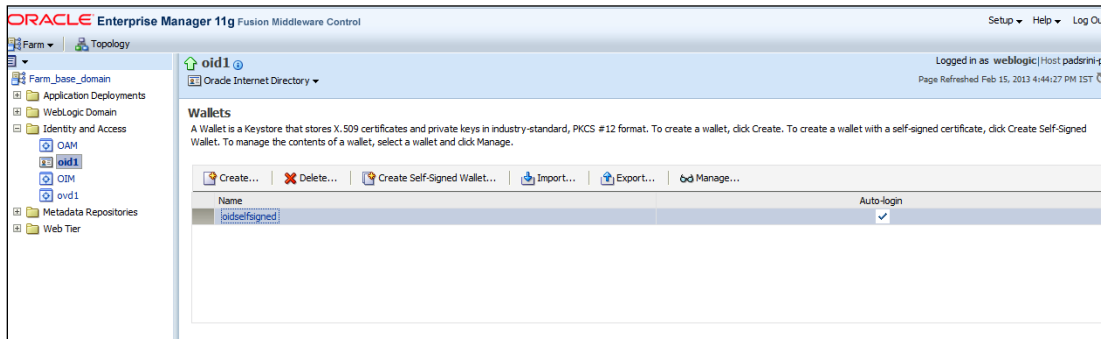 ORACLE Enterprise Manager 11g Fusion Middleware Control
Setup Help Log Ou
Farm Topology
Farm_base_domain
Application Deployments
WebLogic Domain
Identity and Access
OAM
oid1
OIM
ovd1
Metadata Repositories
Web Tier
oid1
Oracle Internet Directory
Logged in as weblogic|Host padsrini-p
Page Refreshed Feb 15, 2013 4:44:27 PM IST
Wallets
A Wallet is a Keystore that stores X.509 certificates and private keys in industry-standard, PKCS #12 format. To create a wallet, click Create. To create a wallet with a self-signed certificate, click Create Self-Signed
Wallet. To manage the contents of a wallet, select a wallet and click Manage.
Create... Delete... Create Self-Signed Wallet... Import... Export... Manage...
Name Auto-login
oidselfsigned